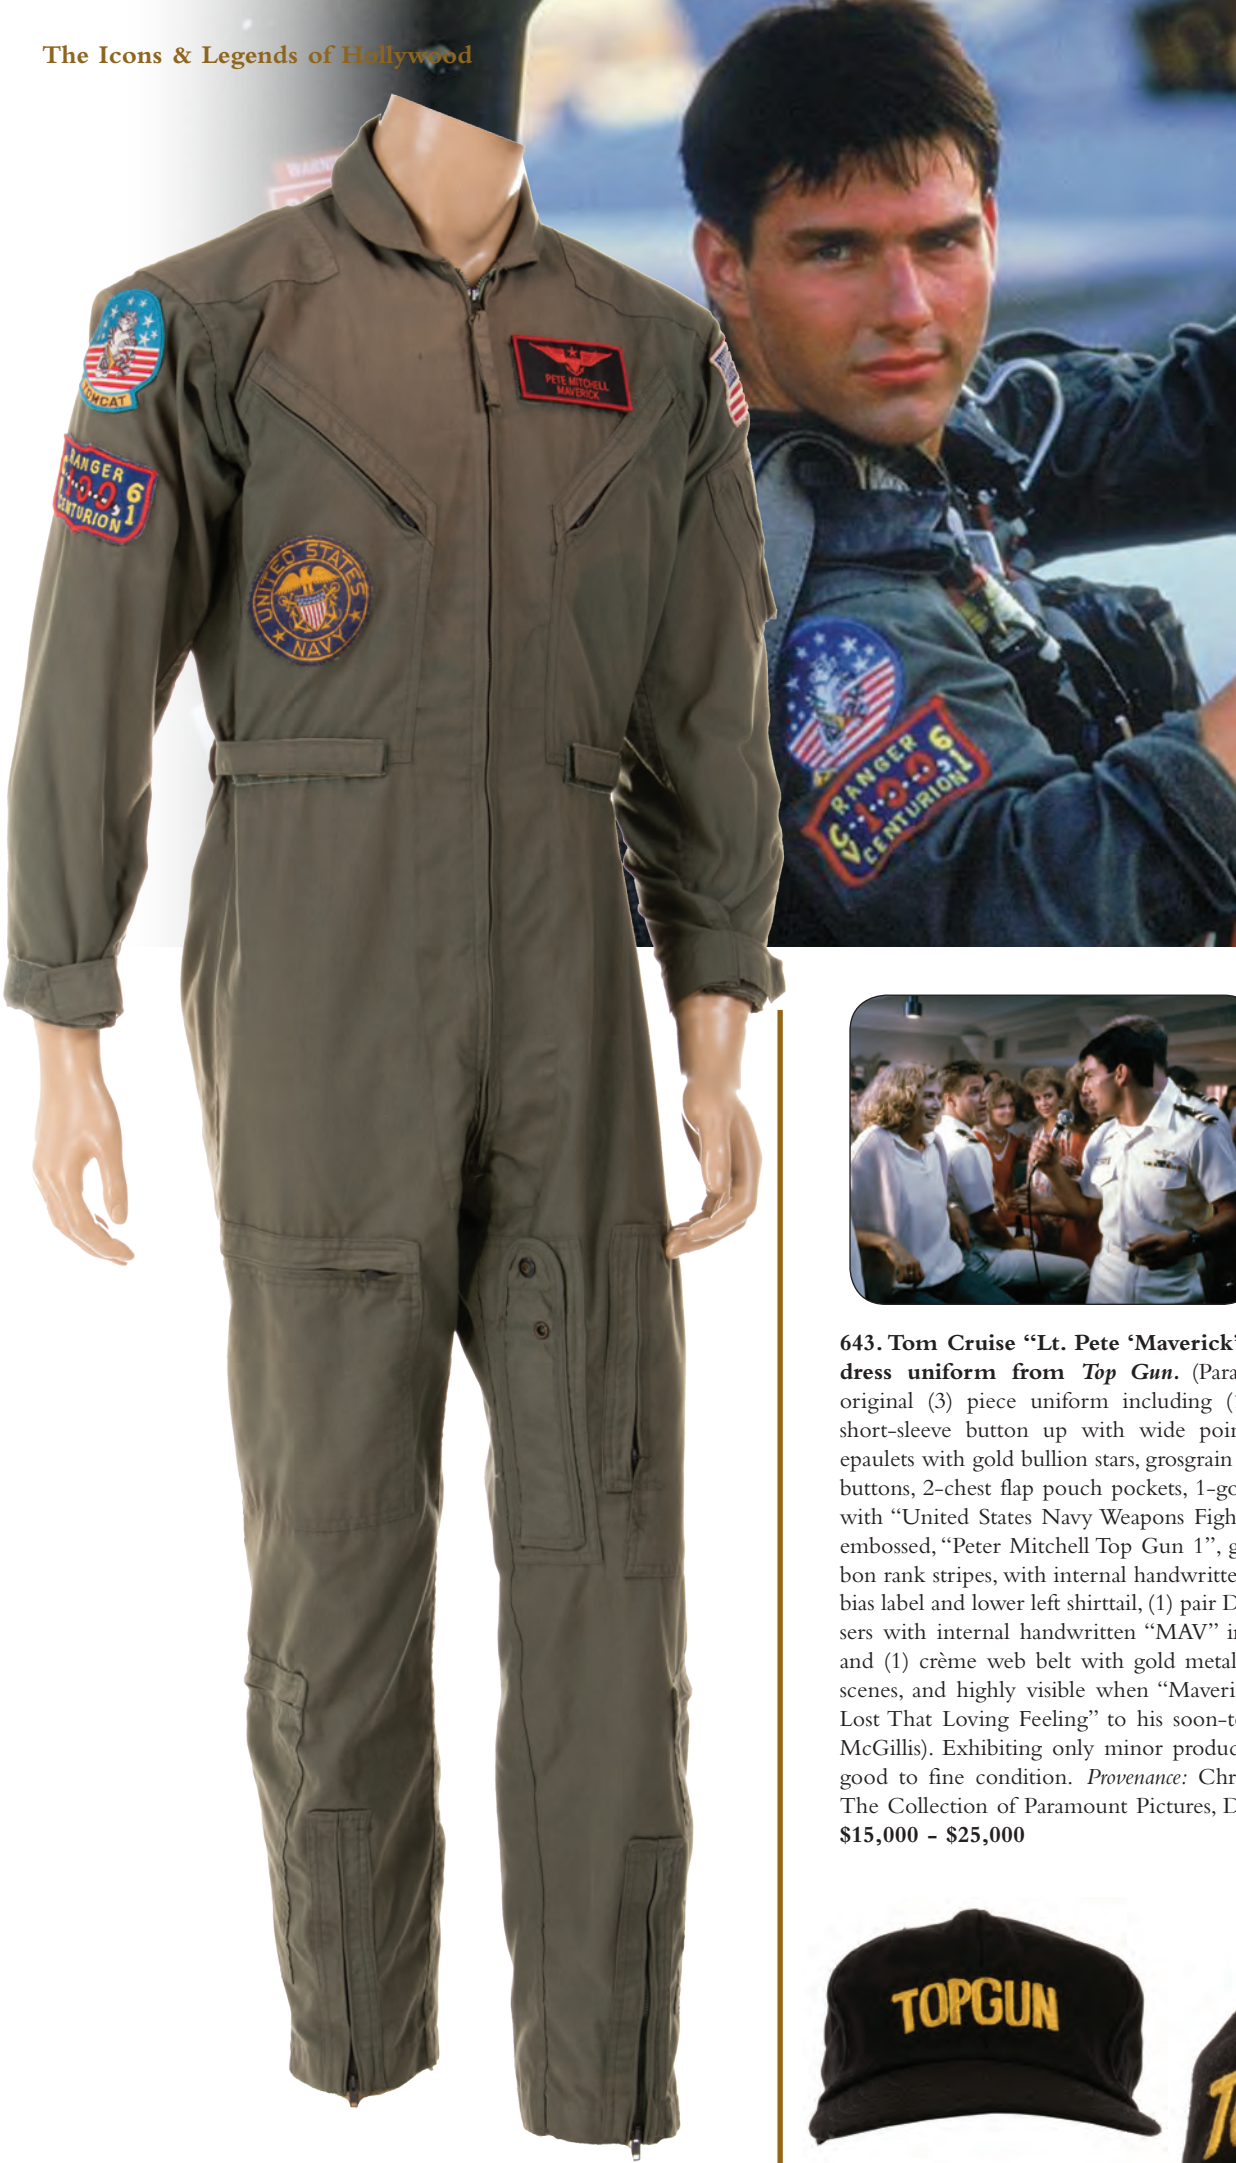 The Icons & Legends of Hollywood
TOMCAT
RANGER
61
100
CENTURION
PETE MITCHELL
MAVERICK
UNITED STATES
NAVY
RANGER
61
100
CV
CENTURION
643. Tom Cruise “Lt. Pete ‘Maverick’
dress uniform from Top Gun. (Para
original (3) piece uniform including (
short-sleeve button up with wide poin
epaulets with gold bullion stars, grosgrain
buttons, 2-chest flap pouch pockets, 1-go
with “United States Navy Weapons Figh
embossed, “Peter Mitchell Top Gun 1”, g
bon rank stripes, with internal handwritte
bias label and lower left shirttail, (1) pair D
sers with internal handwritten “MAV” i
and (1) crème web belt with gold metal
scenes, and highly visible when “Maveri
Lost That Loving Feeling” to his soon-t
McGillis). Exhibiting only minor produc
good to fine condition. Provenance: Chr
The Collection of Paramount Pictures, D
$15,000 - $25,000
TOPGUN